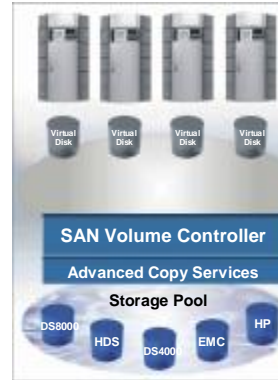 Virtual Disk Virtual Disk Virtual Disk Virtual Disk
SAN Volume Controller
Advanced Copy Services
Storage Pool
DS8000 HDS DS4000 EMC HP